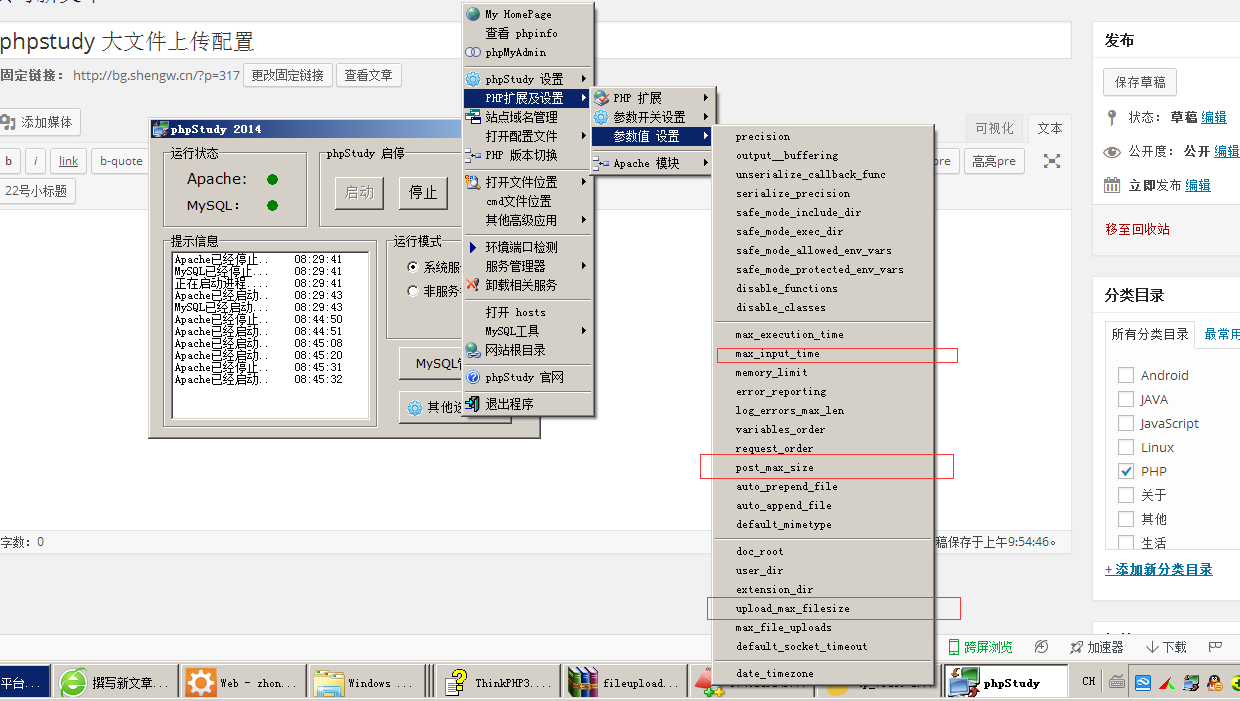 phpstudy 大文件上传配置
固定链接： http://bg.shengw.cn/?p=317 更改固定链接 查看文章
添加媒体
可视化 文本
b i link b-quote
pre 高亮pre
22号小标题
phpStudy 2014
运行状态
Apache:
MySQL:
phpStudy 启停
启动 停止
提示信息
Apache已经停止.. 08:29:41
MySQL已经停止... 08:29:41
正在启动进程.... 08:29:41
Apache已经启动.. 08:29:43
MySQL已经启动... 08:29:43
Apache已经停止.. 08:44:50
Apache已经启动.. 08:44:51
Apache已经启动.. 08:45:08
Apache已经启动.. 08:45:20
Apache已经停止.. 08:45:31
Apache已经启动.. 08:45:32
运行模式
系统服
非服务
MySQL
其他
My HomePage
查看 phpinfo
phpMyAdmin
phpStudy 设置
PHP扩展及设置
站点域名管理
打开配置文件
PHP 版本切换
打开文件位置
cmd文件位置
其他高级应用
环境端口检测
服务管理器
卸载相关服务
打开 hosts
MySQL工具
网站根目录
phpStudy 官网
退出程序
PHP 扩展
参数开关设置
参数值 设置
Apache 模块
precision
output__buffering
unserialize_callback_func
serialize_precision
safe_mode_include_dir
safe_mode_exec_dir
safe_mode_allowed_env_vars
safe_mode_protected_env_vars
disable_functions
disable_classes
max_execution_time
max_input_time
memory_limit
error_reporting
log_errors_max_len
variables_order
request_order
post_max_size
auto_prepend_file
auto_append_file
default_mimetype
doc_root
user_dir
extension_dir
upload_max_filesize
max_file_uploads
default_socket_timeout
date_timezone
字数：0
稿保存于上午9:54:46。
发布
保存草稿
状态： 草稿 编辑
公开度： 公开 编辑
立即发布 编辑
移至回收站
分类目录
所有分类目录 最常用
Android
JAVA
JavaScript
Linux
PHP
关于
其他
生活
+ 添加新分类目录
跨屏浏览 加速器 下载
平台... 撰写新文章... Web - zhon... Windows ... ThinkPHP3.... fileupload... phpStudy CH